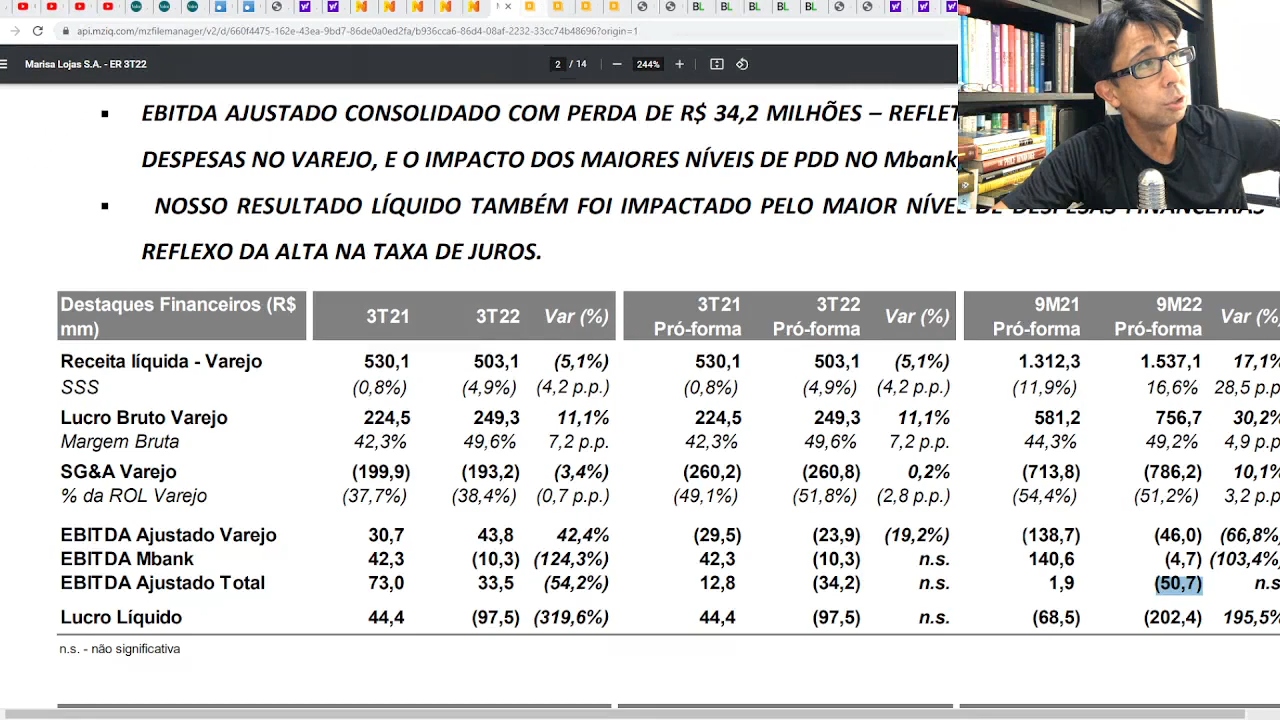 api.mziq.com/mzfilemanager/v2/d/
b936cca6-86d4-08af-2232-33cc74b48696?origin=1
Marisa Lojas S.A. - ER 3T22
2 / 14 — 244% +
▪ EBITDA AJUSTADO CONSOLIDADO COM PERDA DE R$ 34,2 MILHÕES – REFLET
DESPESAS NO VAREJO, E O IMPACTO DOS MAIORES NÍVEIS DE PDD NO Mbank
▪ NOSSO RESULTADO LÍQUIDO TAMBÉM FOI IMPACTADO PELO MAIOR NÍVEL DE DESPESAS FINANCEIRAS
REFLEXO DA ALTA NA TAXA DE JUROS.
Destaques Financeiros (R$ mm) 3T21 3T22 Var (%) 3T21 Pró-forma 3T22 Pró-forma Var (%) 9M21 Pró-forma 9M22 Pró-forma Var (%
Receita líquida - Varejo 530,1 503,1 (5,1%) 530,1 503,1 (5,1%) 1.312,3 1.537,1 17,1%
SSS (0,8%) (4,9%) (4,2 p.p.) (0,8%) (4,9%) (4,2 p.p.) (11,9%) 16,6% 28,5 p.p
Lucro Bruto Varejo 224,5 249,3 11,1% 224,5 249,3 11,1% 581,2 756,7 30,2%
Margem Bruta 42,3% 49,6% 7,2 p.p. 42,3% 49,6% 7,2 p.p. 44,3% 49,2% 4,9 p.p.
SG&A Varejo (199,9) (193,2) (3,4%) (260,2) (260,8) 0,2% (713,8) (786,2) 10,1%
% da ROL Varejo (37,7%) (38,4%) (0,7 p.p.) (49,1%) (51,8%) (2,8 p.p.) (54,4%) (51,2%) 3,2 p.p.
EBITDA Ajustado Varejo 30,7 43,8 42,4% (29,5) (23,9) (19,2%) (138,7) (46,0) (66,8%
EBITDA Mbank 42,3 (10,3) (124,3%) 42,3 (10,3) n.s. 140,6 (4,7) (103,4%
EBITDA Ajustado Total 73,0 33,5 (54,2%) 12,8 (34,2) n.s. 1,9 (50,7) n.s
Lucro Líquido 44,4 (97,5) (319,6%) 44,4 (97,5) n.s. (68,5) (202,4) 195,5%
n.s. - não significativa